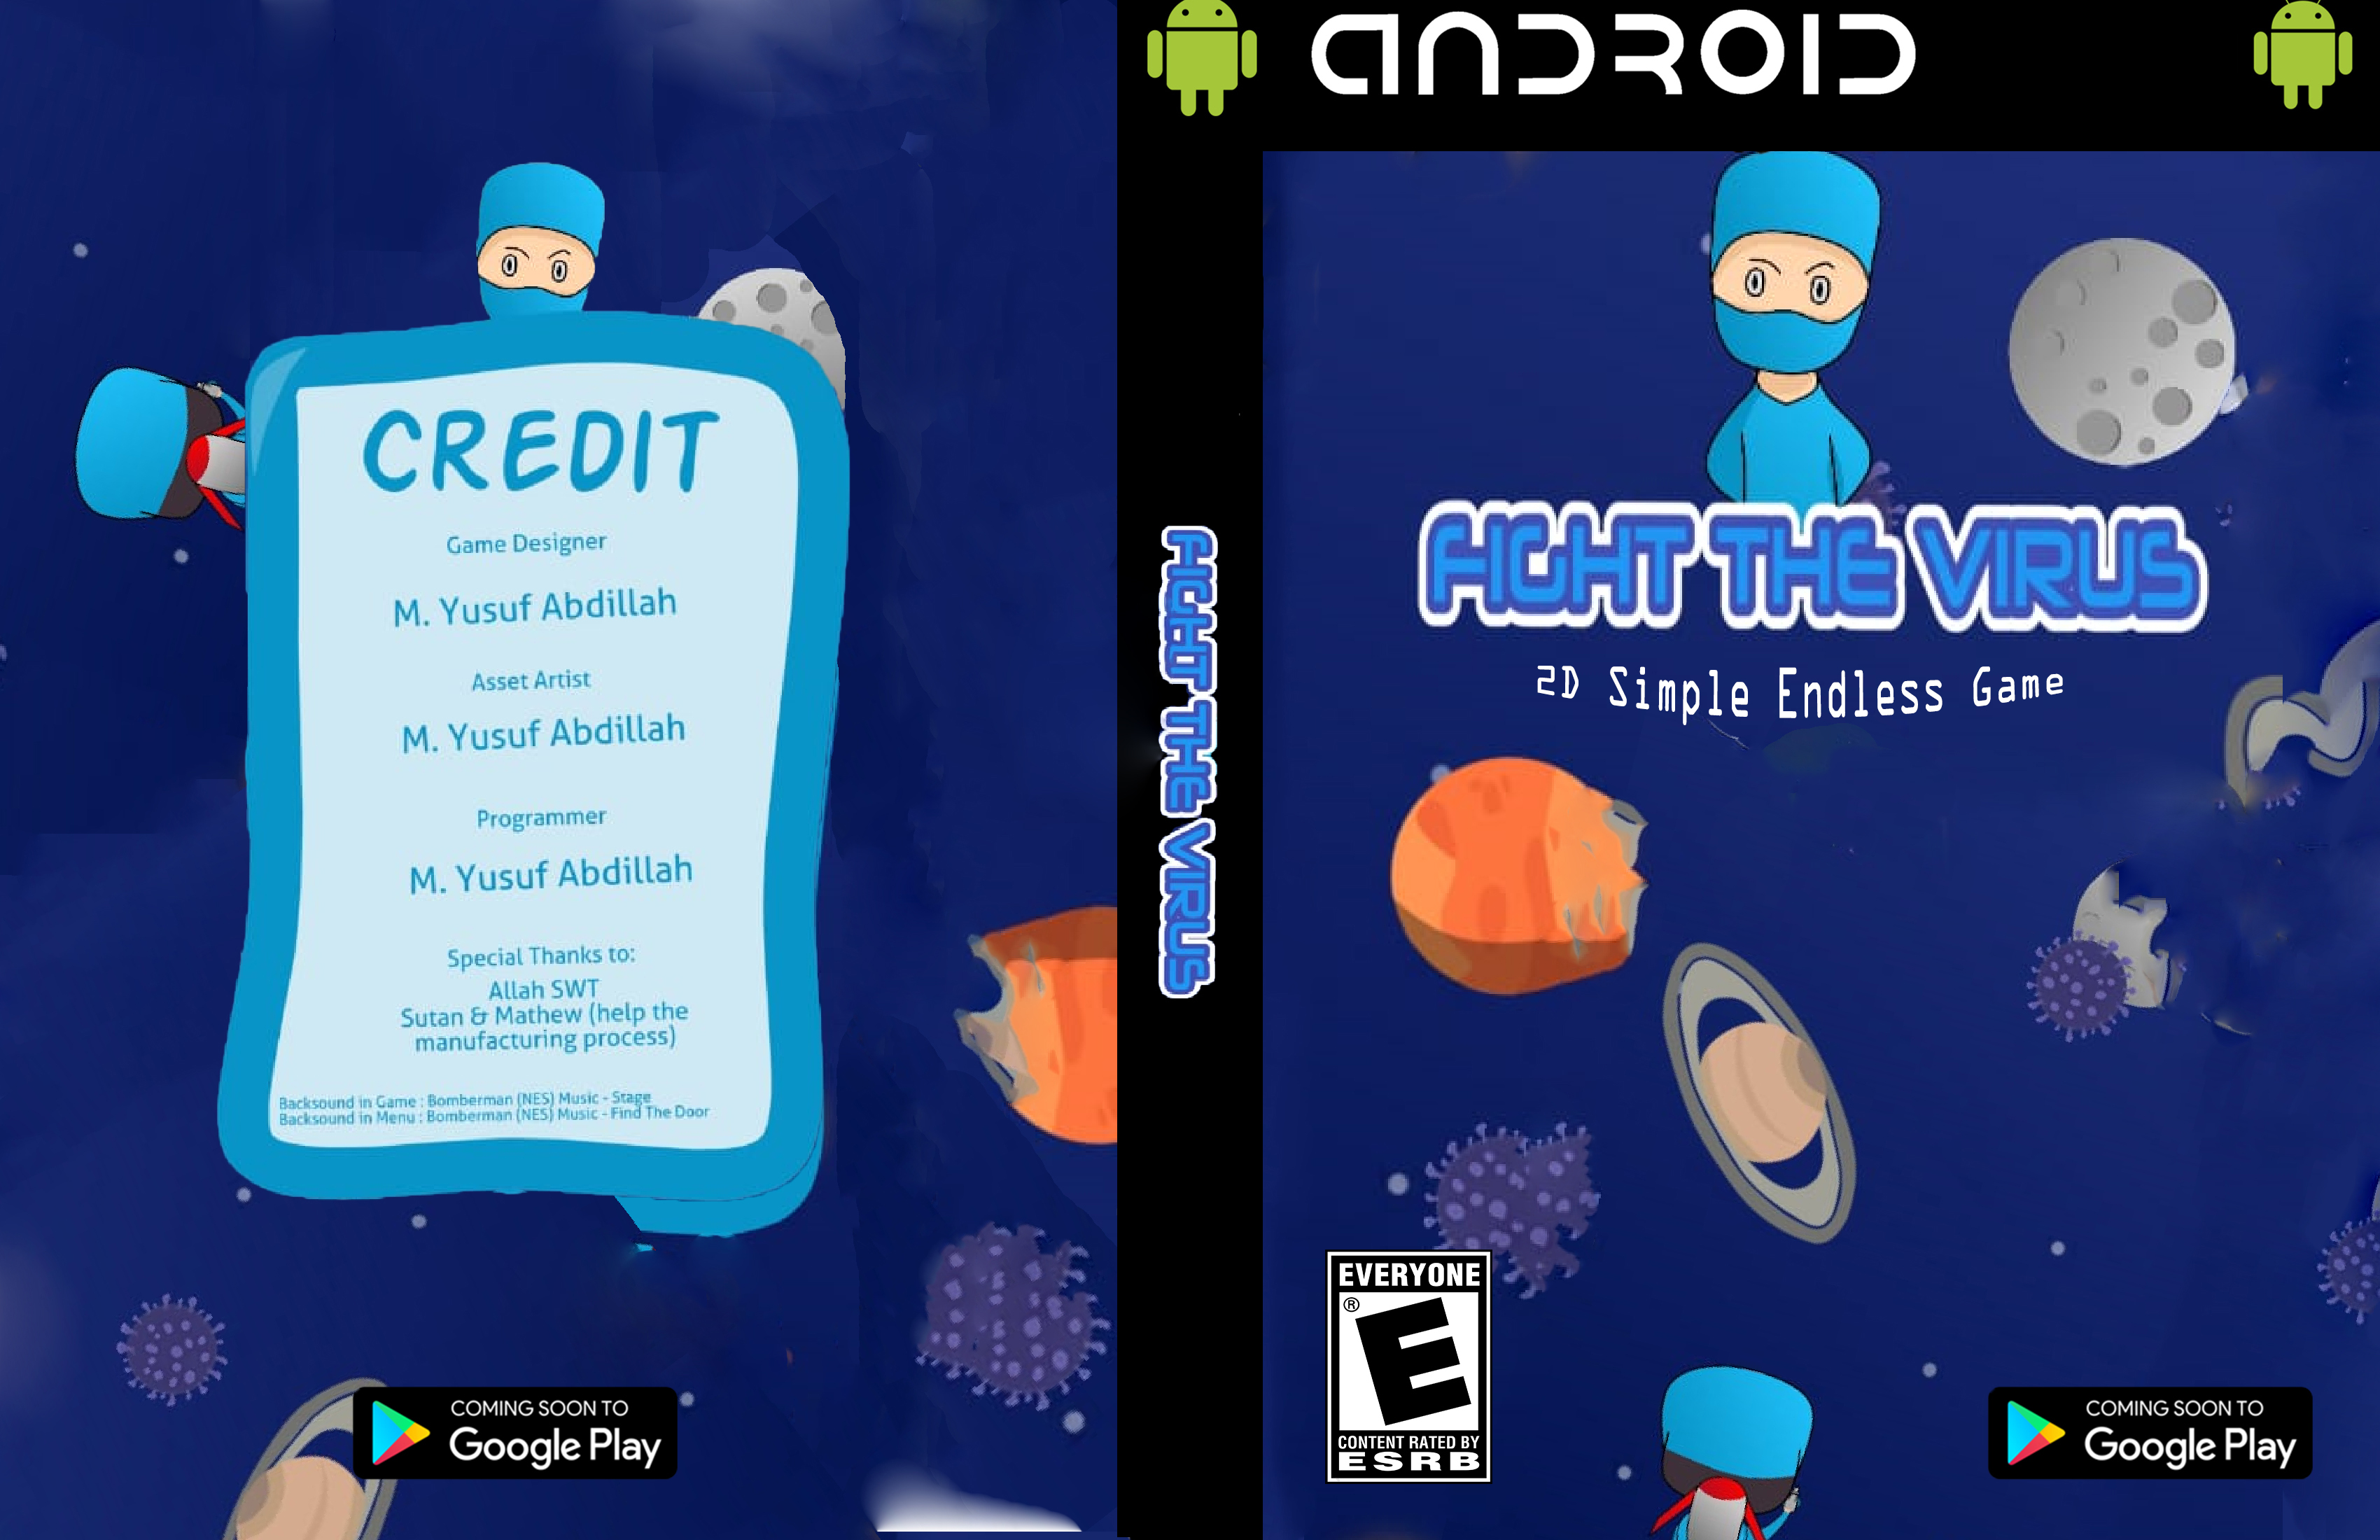 CREDIT
Game Designer
M. Yusuf Abdillah
Asset Artist
M. Yusuf Abdillah
Programmer
M. Yusuf Abdillah
Special Thanks to:
Allah SWT
Sutan & Mathew (help the
manufacturing process)
Backsound in Game : Bomberman (NES) Music - Stage
Backsound in Menu : Bomberman (NES) Music - Find The Door
COMING SOON TO
Google Play
FIGHT THE VIRUS
ANDROID
FIGHT THE VIRUS
2D Simple Endless Game
EVERYONE
®
E
CONTENT RATED BY
ESRB
COMING SOON TO
Google Play